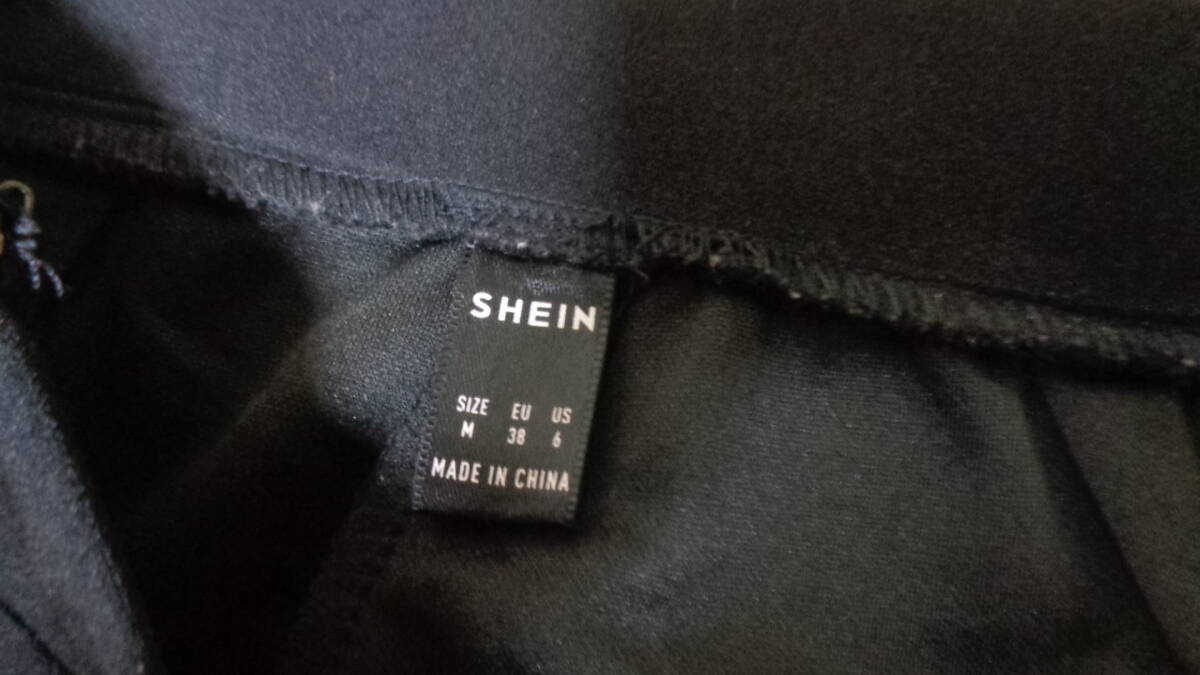 SHEIN
SIZE EU US
M 38 6
MADE IN CHINA